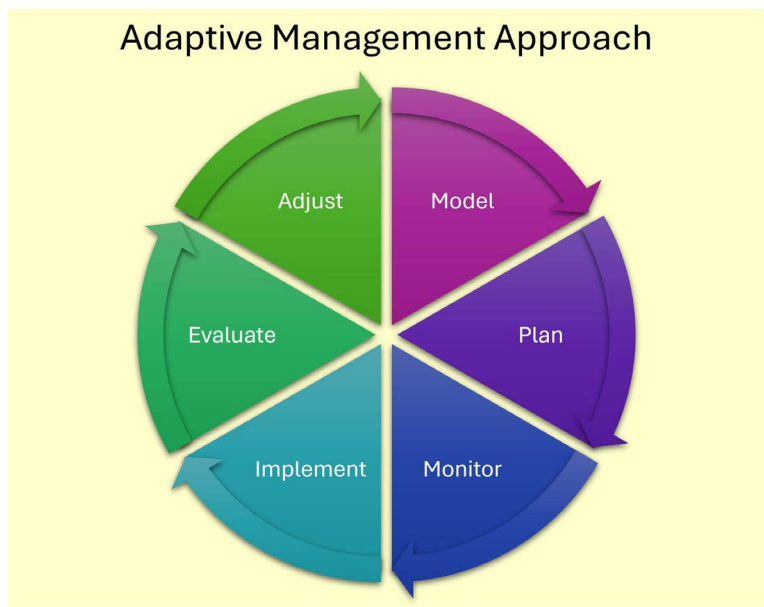 Adaptive Management Approach
Adjust
Model
Evaluate
Plan
Implement
Monitor